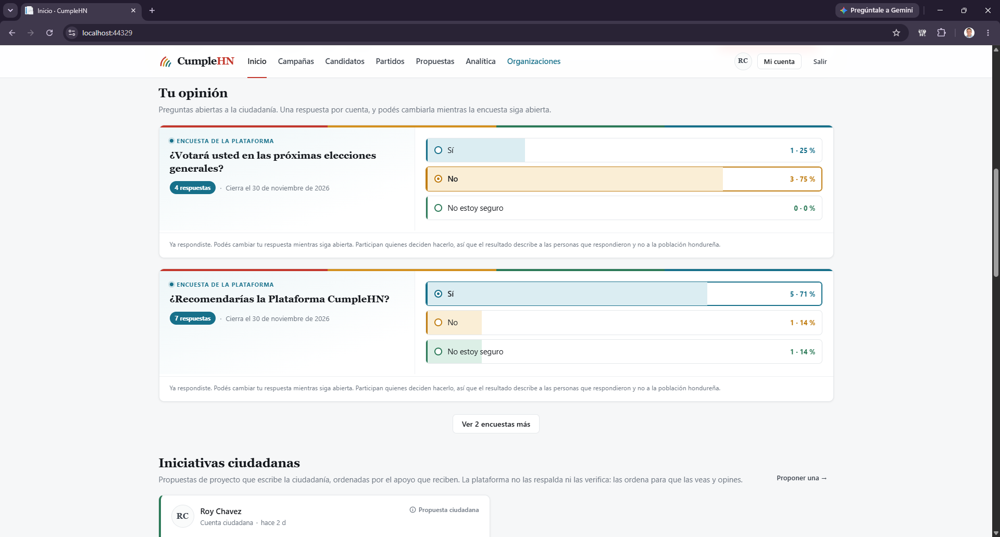 Inicio · CumpleHN
Pregúntale a Gemini
localhost:44329
CumpleHN
Inicio
Campañas
Candidatos
Partidos
Propuestas
Analítica
Organizaciones
RC
Mi cuenta
Salir
Tu opinión
Preguntas abiertas a la ciudadanía. Una respuesta por cuenta, y podés cambiarla mientras la encuesta siga abierta.
ENCUESTA DE LA PLATAFORMA
¿Votará usted en las próximas elecciones
generales?
4 respuestas · Cierra el 30 de noviembre de 2026
Sí 1 · 25 %
No 3 · 75 %
No estoy seguro 0 · 0 %
Ya respondiste. Podés cambiar tu respuesta mientras siga abierta. Participan quienes deciden hacerlo, así que el resultado describe a las personas que respondieron y no a la población hondureña.
ENCUESTA DE LA PLATAFORMA
¿Recomendarías la Plataforma CumpleHN?
7 respuestas · Cierra el 30 de noviembre de 2026
Sí 5 · 71 %
No 1 · 14 %
No estoy seguro 1 · 14 %
Ya respondiste. Podés cambiar tu respuesta mientras siga abierta. Participan quienes deciden hacerlo, así que el resultado describe a las personas que respondieron y no a la población hondureña.
Ver 2 encuestas más
Iniciativas ciudadanas
Propuestas de proyecto que escribe la ciudadanía, ordenadas por el apoyo que reciben. La plataforma no las respalda ni las verifica: las ordena para que las veas y opines.
Proponer una →
RC
Roy Chavez
Cuenta ciudadana · hace 2 d
Propuesta ciudadana